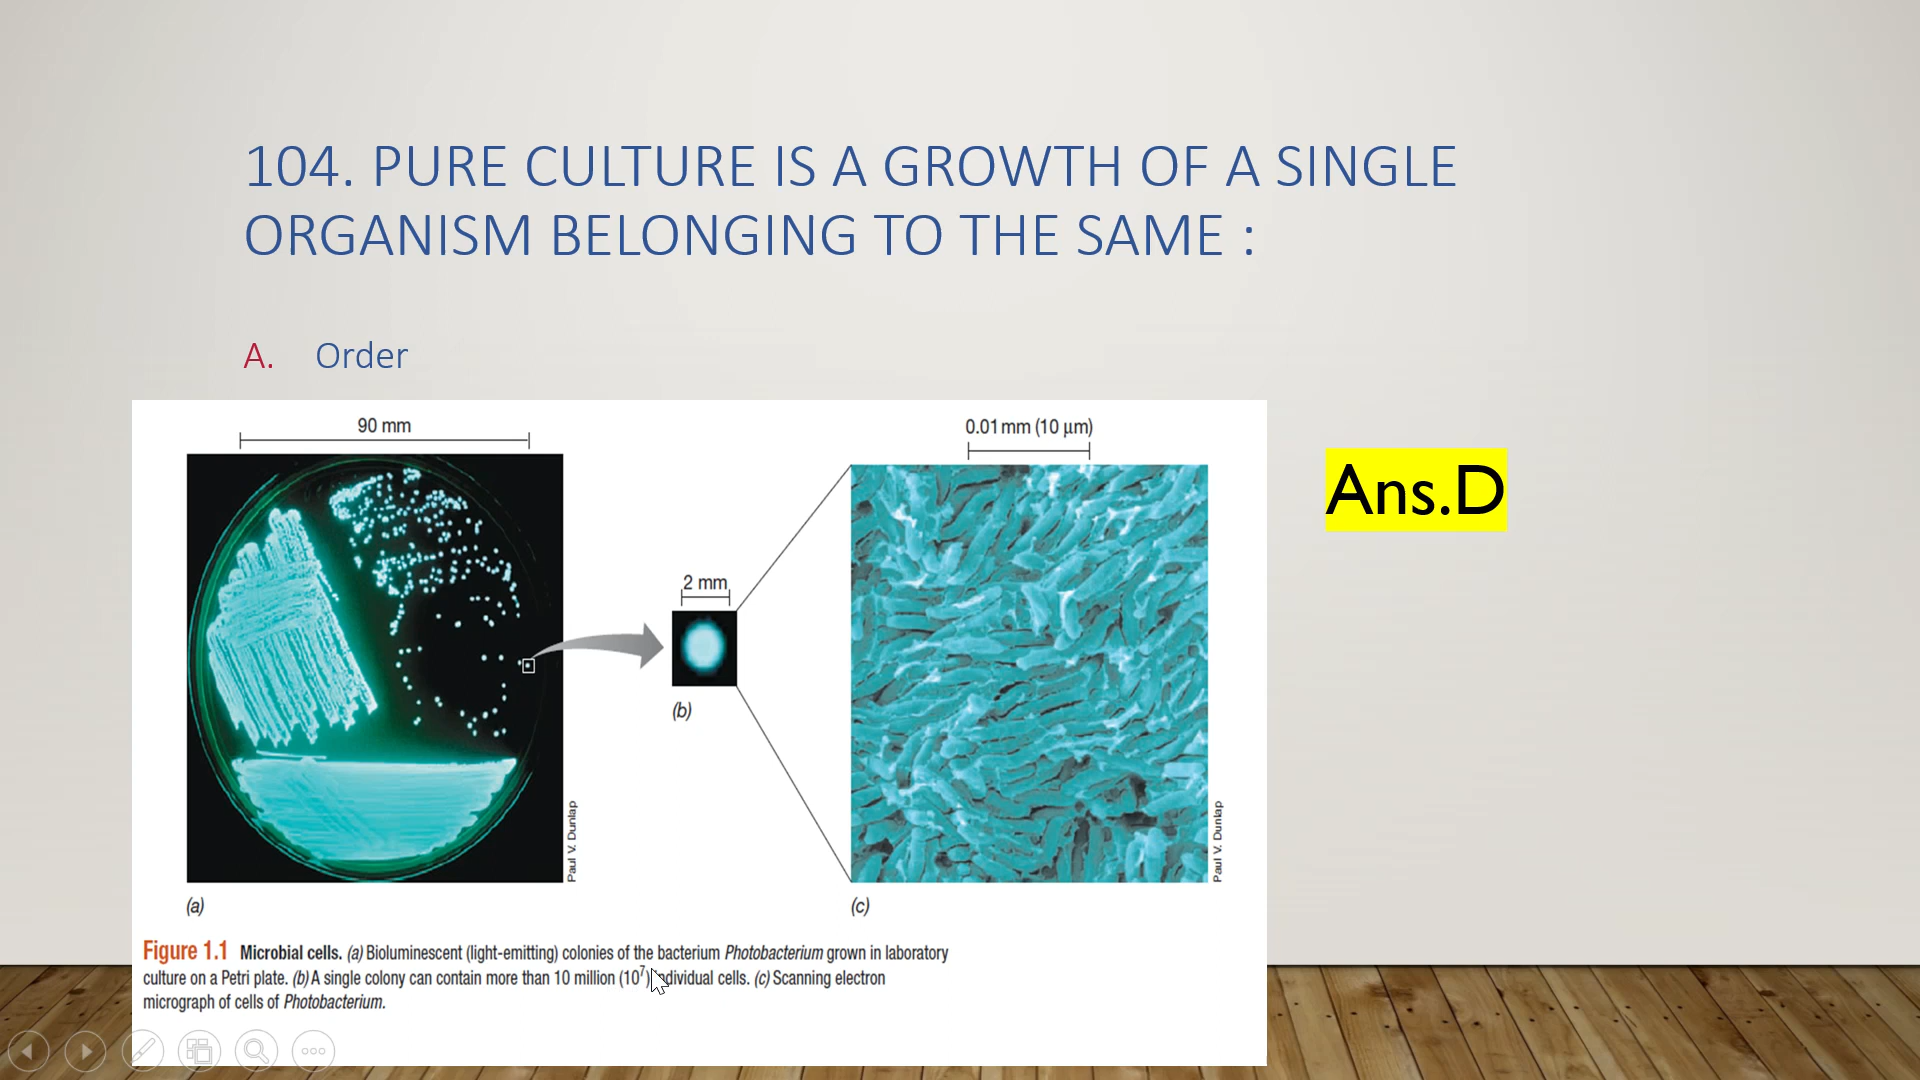 104. PURE CULTURE IS A GROWTH OF A SINGLE
ORGANISM BELONGING TO THE SAME :
A. Order
90 mm
0.01 mm (10 μm)
Ans.D
2 mm
(b)
Paul V. Dunlap
Paul V. Dunlap
(a)
(c)
Figure 1.1 Microbial cells. (a) Bioluminescent (light-emitting) colonies of the bacterium Photobacterium grown in laboratory
culture on a Petri plate. (b) A single colony can contain more than 10 million (10⁷) individual cells. (c) Scanning electron
micrograph of cells of Photobacterium.